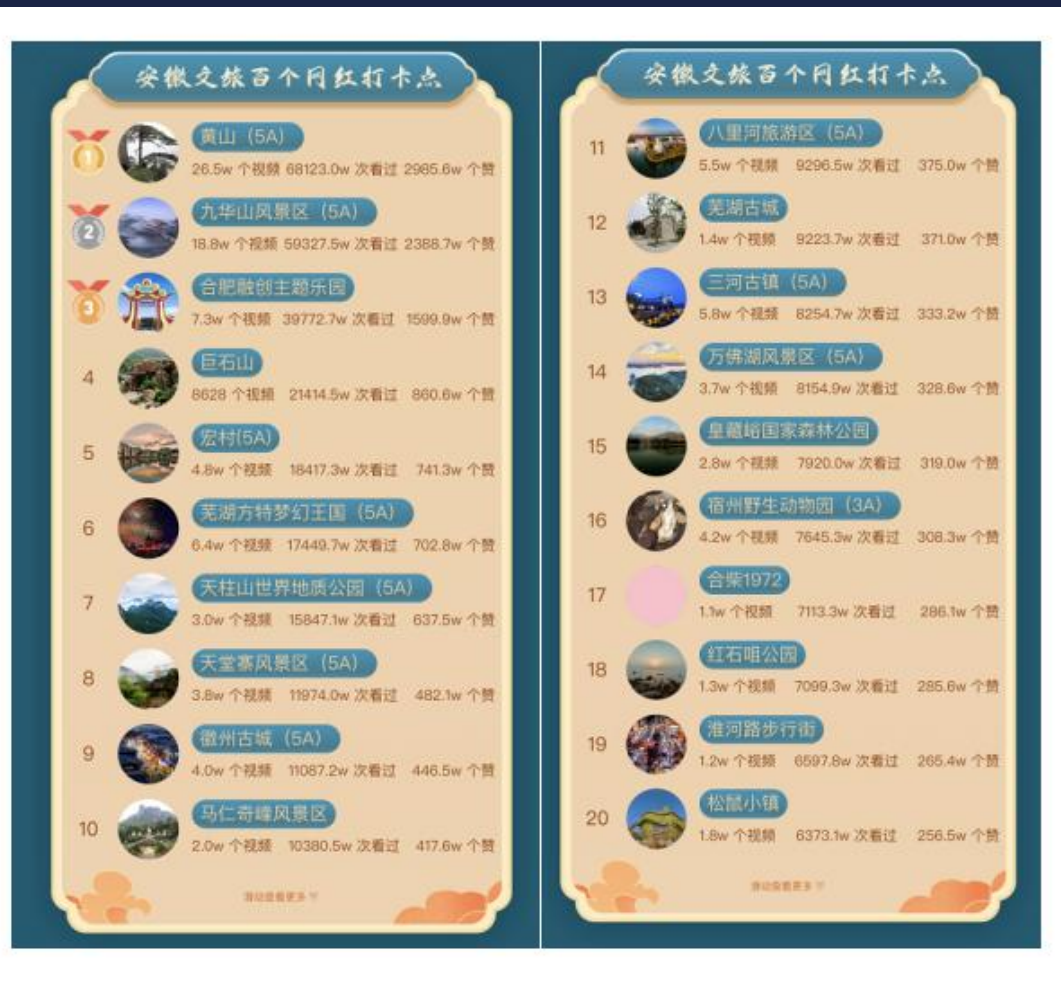 安徽文旅百个网红打卡点
1
黄山（5A）
26.5w 个视频 68123.0w 次看过 2985.6w 个赞
2
九华山风景区（5A）
18.8w 个视频 59327.5w 次看过 2388.7w 个赞
3
合肥融创主题乐园
7.3w 个视频 39772.7w 次看过 1599.9w 个赞
4
巨石山
8628 个视频 21414.5w 次看过 860.6w 个赞
5
宏村(5A)
4.8w 个视频 18417.3w 次看过 741.3w 个赞
6
芜湖方特梦幻王国（5A）
6.4w 个视频 17449.7w 次看过 702.8w 个赞
7
天柱山世界地质公园（5A）
3.0w 个视频 15847.1w 次看过 637.5w 个赞
8
天堂寨风景区（5A）
3.8w 个视频 11974.0w 次看过 482.1w 个赞
9
徽州古城（5A）
4.0w 个视频 11087.2w 次看过 446.5w 个赞
10
马仁奇峰风景区
2.0w 个视频 10380.5w 次看过 417.6w 个赞
滑动查看更多
安徽文旅百个网红打卡点
11
八里河旅游区（5A）
5.5w 个视频 9296.5w 次看过 375.0w 个赞
12
芜湖古城
1.4w 个视频 9223.7w 次看过 371.0w 个赞
13
三河古镇（5A）
5.8w 个视频 8254.7w 次看过 333.2w 个赞
14
万佛湖风景区（5A）
3.7w 个视频 8154.9w 次看过 328.6w 个赞
15
皇藏峪国家森林公园
2.8w 个视频 7920.0w 次看过 319.0w 个赞
16
宿州野生动物园（3A）
4.2w 个视频 7645.3w 次看过 308.3w 个赞
17
合柴1972
1.1w 个视频 7113.3w 次看过 286.1w 个赞
18
红石咀公园
1.3w 个视频 7099.3w 次看过 285.6w 个赞
19
淮河路步行街
1.2w 个视频 6597.8w 次看过 265.4w 个赞
20
松鼠小镇
1.8w 个视频 6373.1w 次看过 256.5w 个赞
滑动查看更多